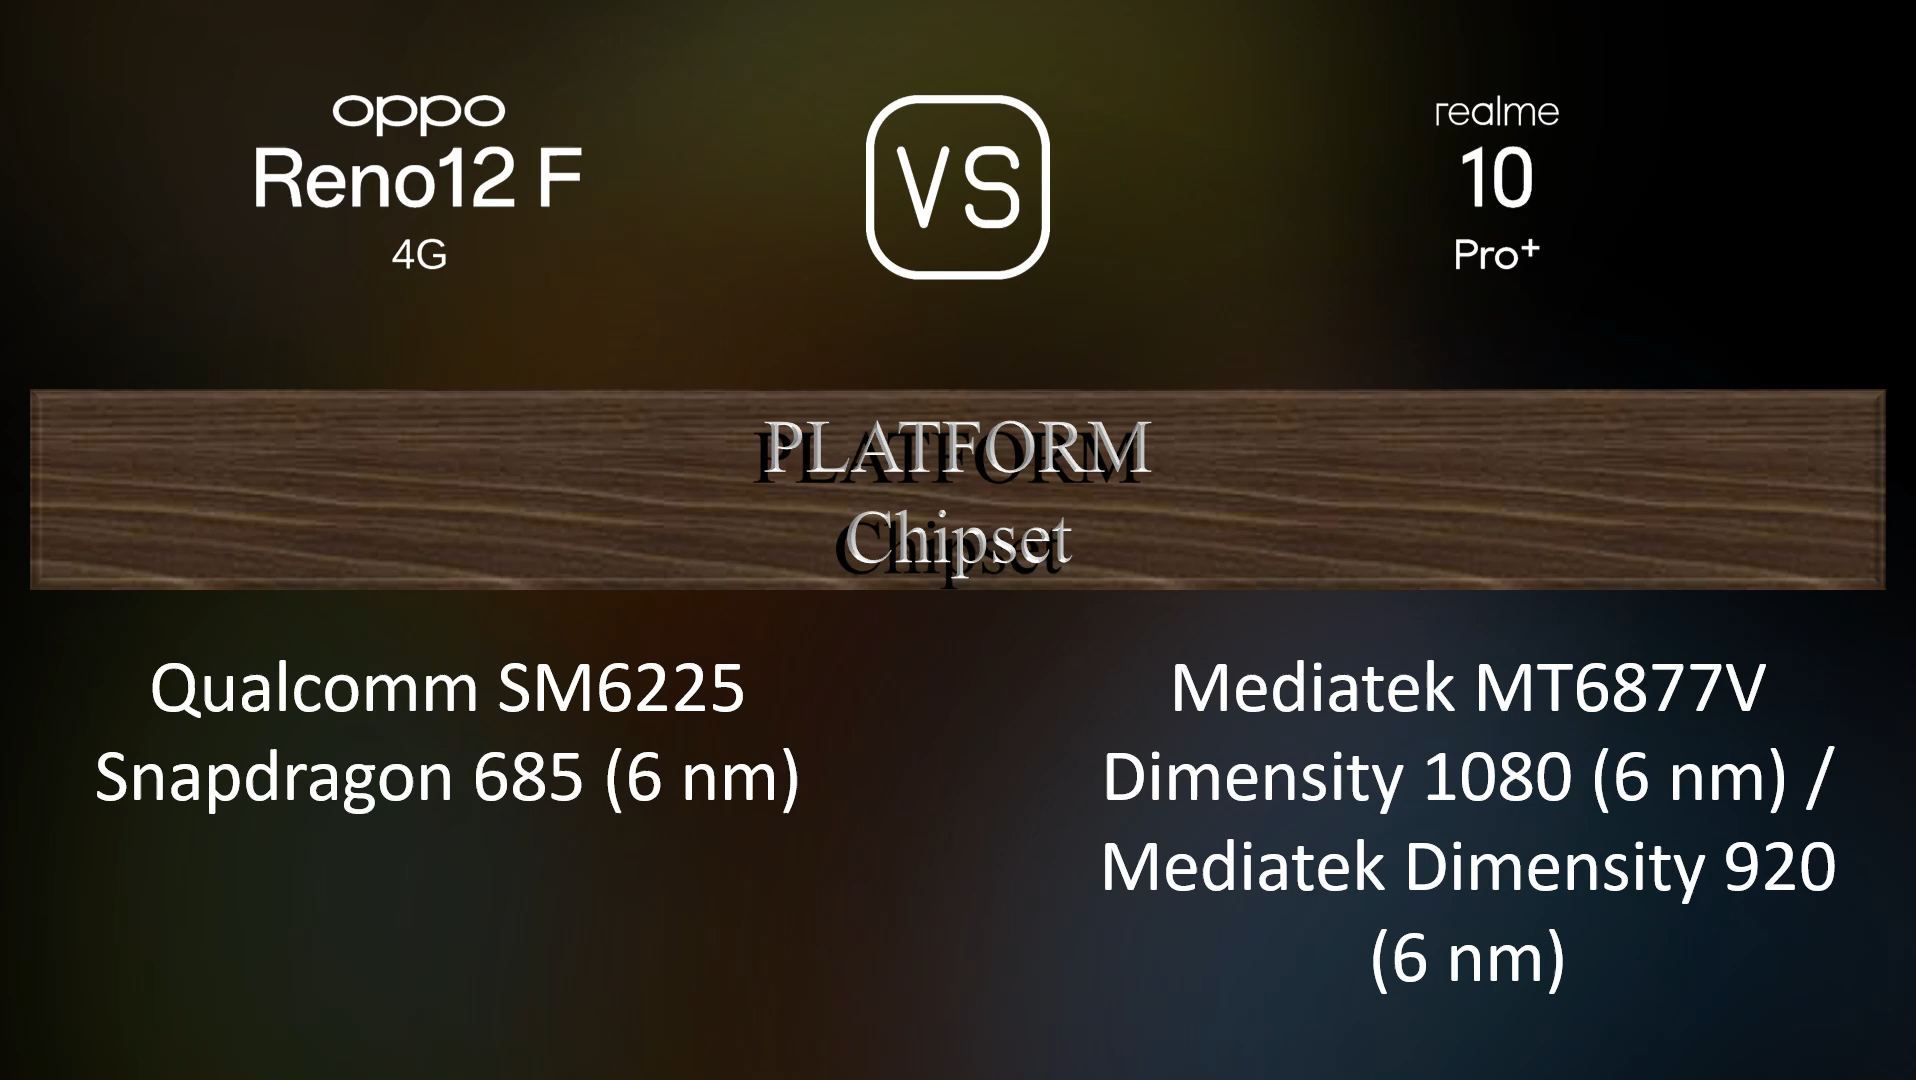 oppo
Reno12 F
4G
VS
realme
10
Pro+
PLATFORM
Chipset
Qualcomm SM6225
Snapdragon 685 (6 nm)
Mediatek MT6877V
Dimensity 1080 (6 nm) /
Mediatek Dimensity 920
(6 nm)